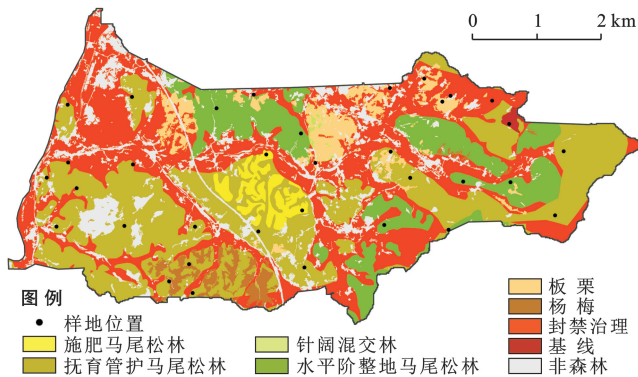 0 1 2 km
图 例
样地位置
施肥马尾松林
抚育管护马尾松林
针阔混交林
水平阶整地马尾松林
板 栗
杨 梅
封禁治理
基 线
非森林